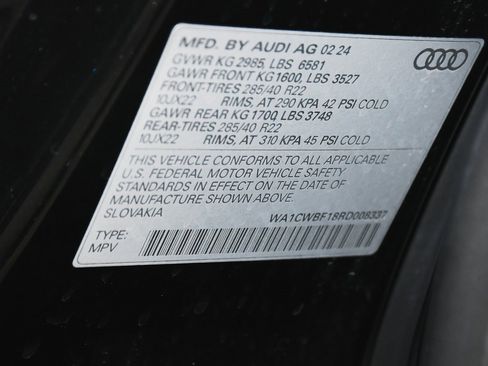 MFD. BY AUDI AG 02 24
GVWR KG 2985, LBS 6581
GAWR FRONT KG 1600, LBS 3527
FRONT-TIRES 285/40 R22
10JX22 RIMS, AT 290 KPA 42 PSI COLD
GAWR REAR KG 1700, LBS 3748
REAR-TIRES 285/40 R22
10JX22 RIMS, AT 310 KPA 45 PSI COLD
THIS VEHICLE CONFORMS TO ALL APPLICABLE
U.S. FEDERAL MOTOR VEHICLE SAFETY
STANDARDS IN EFFECT ON THE DATE OF
MANUFACTURE SHOWN ABOVE.
SLOVAKIA WA1CWBF18RD008337
TYPE:
MPV